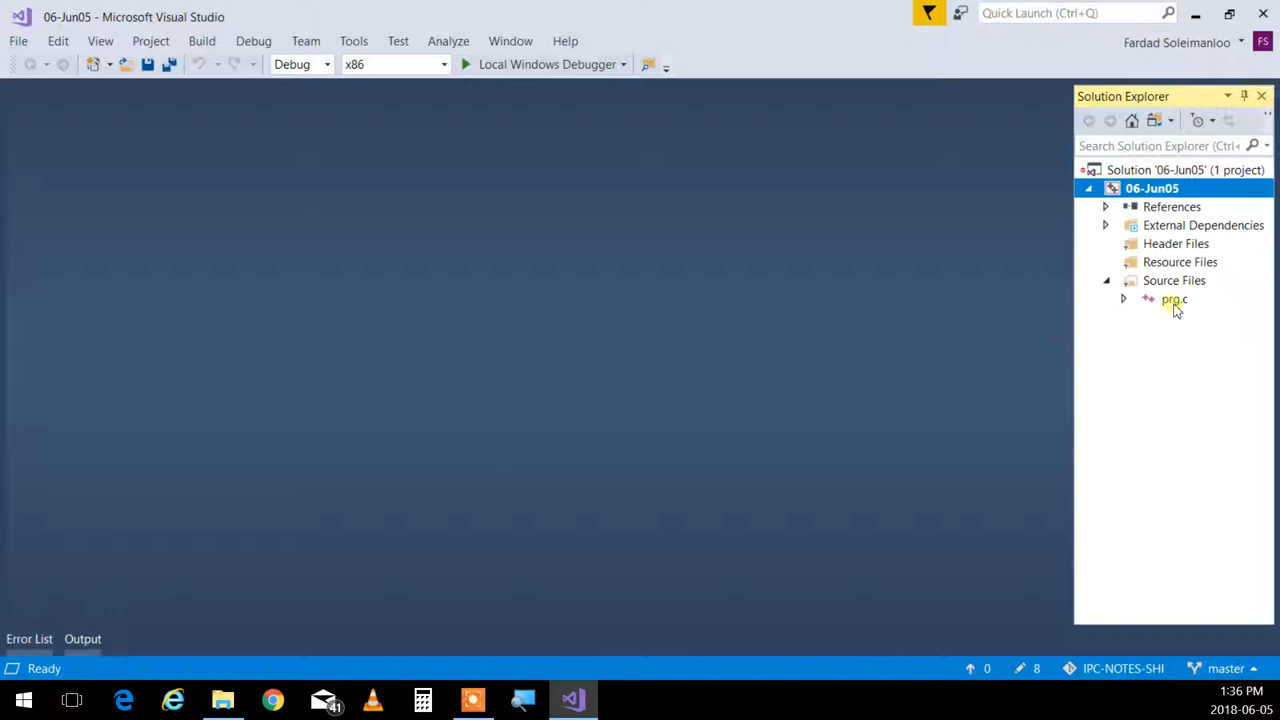 06-Jun05 - Microsoft Visual Studio
Quick Launch (Ctrl+Q)
File Edit View Project Build Debug Team Tools Test Analyze Window Help
Fardad Soleimanloo FS
Debug x86 Local Windows Debugger
Solution Explorer
Search Solution Explorer (Ctrl+
Solution '06-Jun05' (1 project)
06-Jun05
References
External Dependencies
Header Files
Resource Files
Source Files
prg.c
Error List Output
Ready 0 8 IPC-NOTES-SHI master
41
1:36 PM
2018-06-05